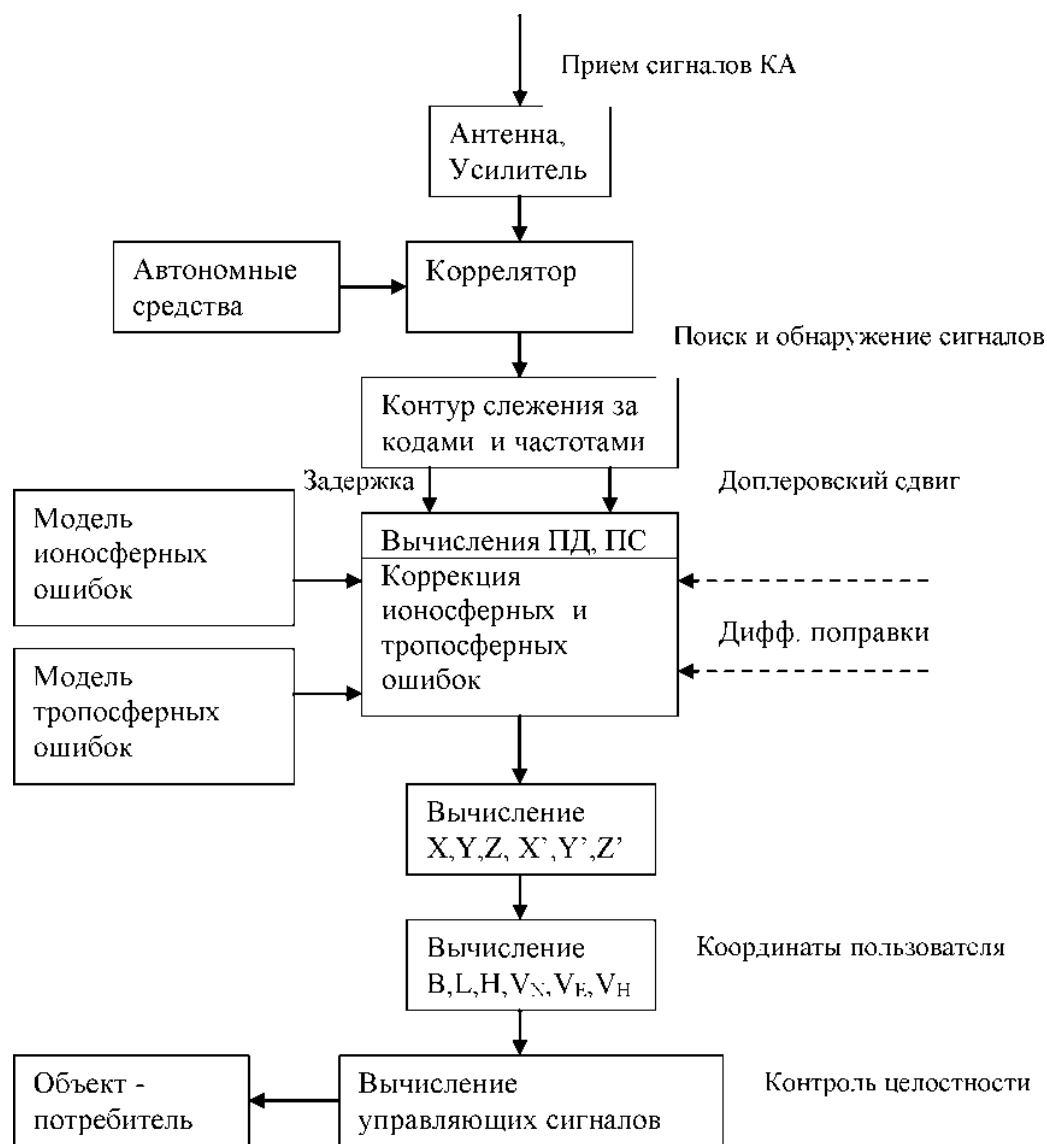 Прием сигналов КА
Антенна,
Усилитель
Автономные
средства
Коррелятор
Поиск и обнаружение сигналов
Контур слежения за
кодами и частотами
Задержка
Доплеровский сдвиг
Модель
ионосферных
ошибок
Вычисления ПД, ПС
Коррекция
ионосферных и
тропосферных
ошибок
Дифф. поправки
Модель
тропосферных
ошибок
Вычисление
X,Y,Z, X’,Y’,Z’
Вычисление
B,L,H,V_N,V_E,V_H
Координаты пользователя
Объект -
потребитель
Вычисление
управляющих сигналов
Контроль целостности